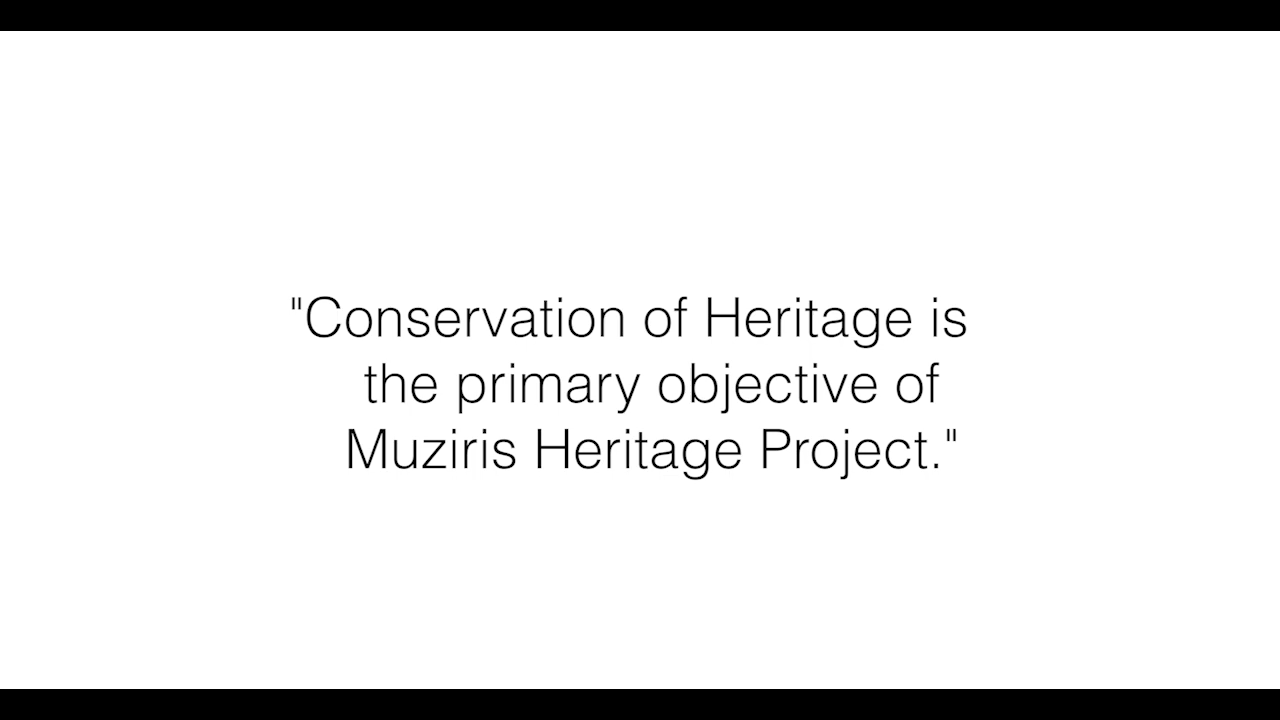 "Conservation of Heritage is
the primary objective of
Muziris Heritage Project."